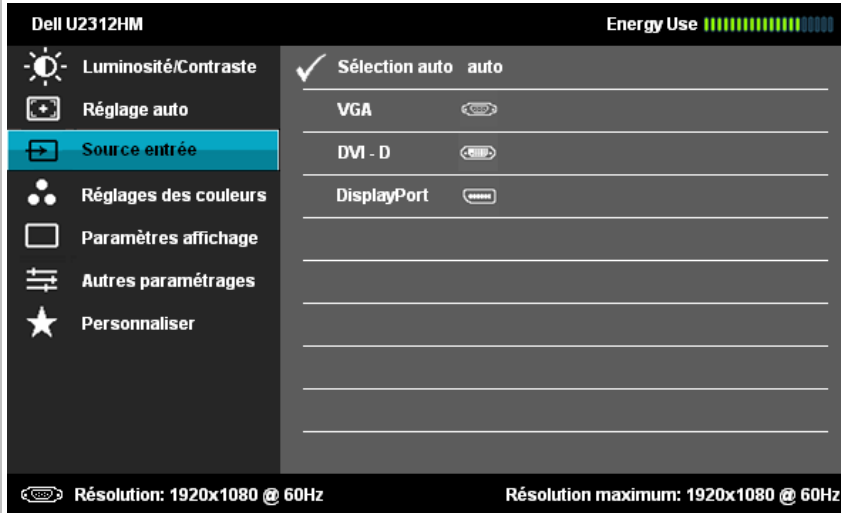 Dell U2312HM
Energy Use
Luminosité/Contraste
Réglage auto
Source entrée
Réglages des couleurs
Paramètres affichage
Autres paramétrages
Personnaliser
Sélection auto auto
VGA
DVI - D
DisplayPort
Résolution: 1920x1080 @ 60Hz
Résolution maximum: 1920x1080 @ 60Hz